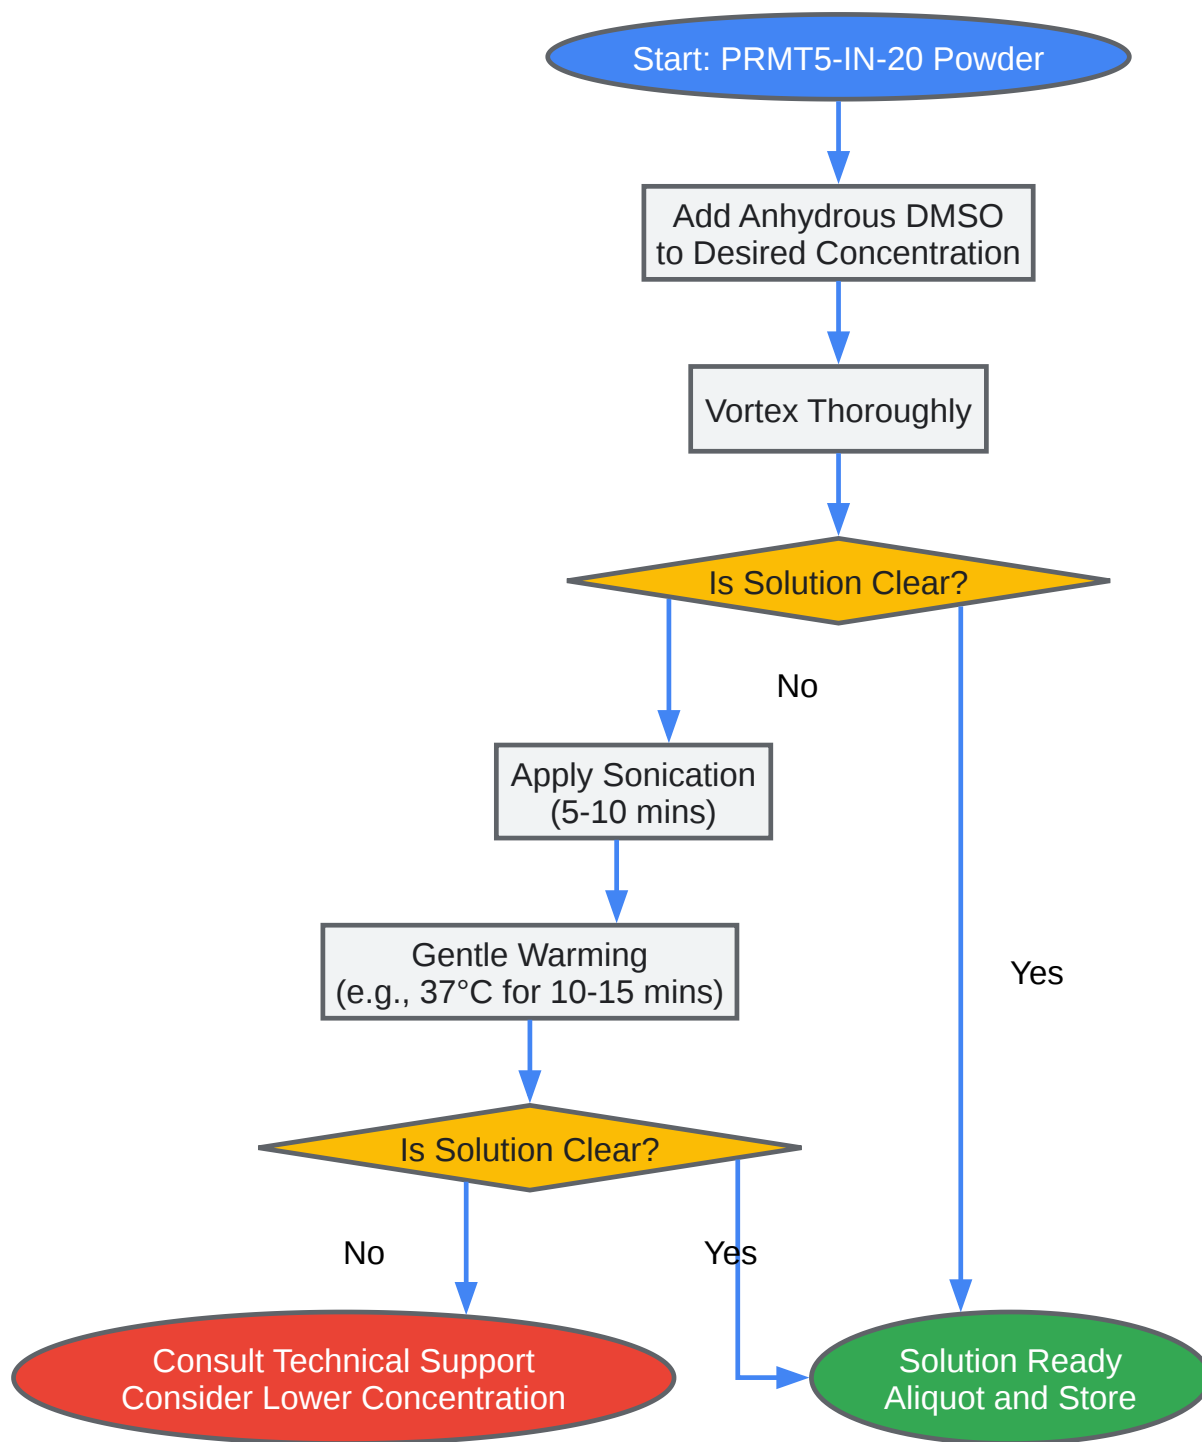 Start: PRMT5-IN-20 Powder
Add Anhydrous DMSO
to Desired Concentration
Vortex Thoroughly
Is Solution Clear?
No
Apply Sonication
(5-10 mins)
Gentle Warming
(e.g., 37°C for 10-15 mins)
Yes
Is Solution Clear?
No
Yes
Consult Technical Support
Consider Lower Concentration
Solution Ready
Aliquot and Store